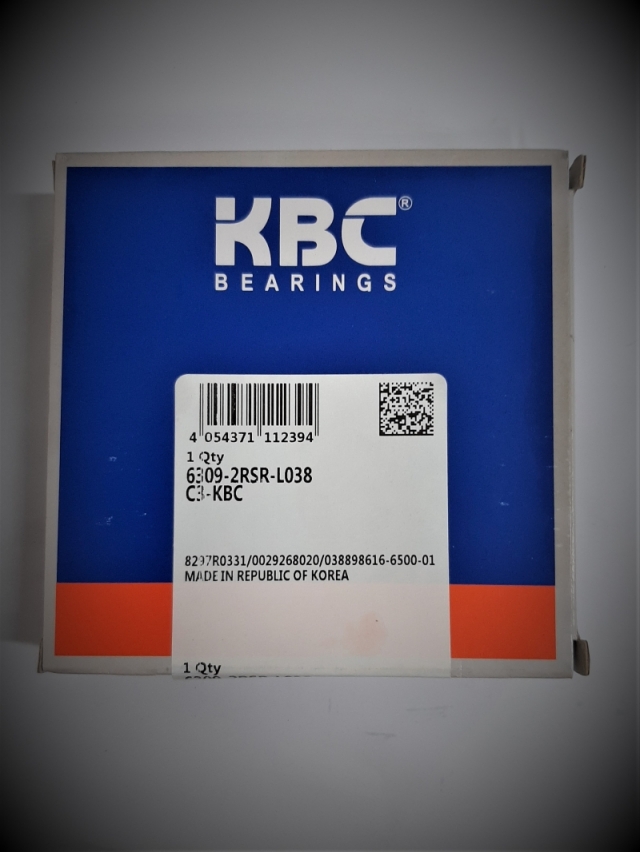 KBC®
BEARINGS
4 054371 112394
1 Qty
6309-2RSR-L038
C3-KBC
8297R0331/0029268020/038898616-6500-01
MADE IN REPUBLIC OF KOREA
1 Qty